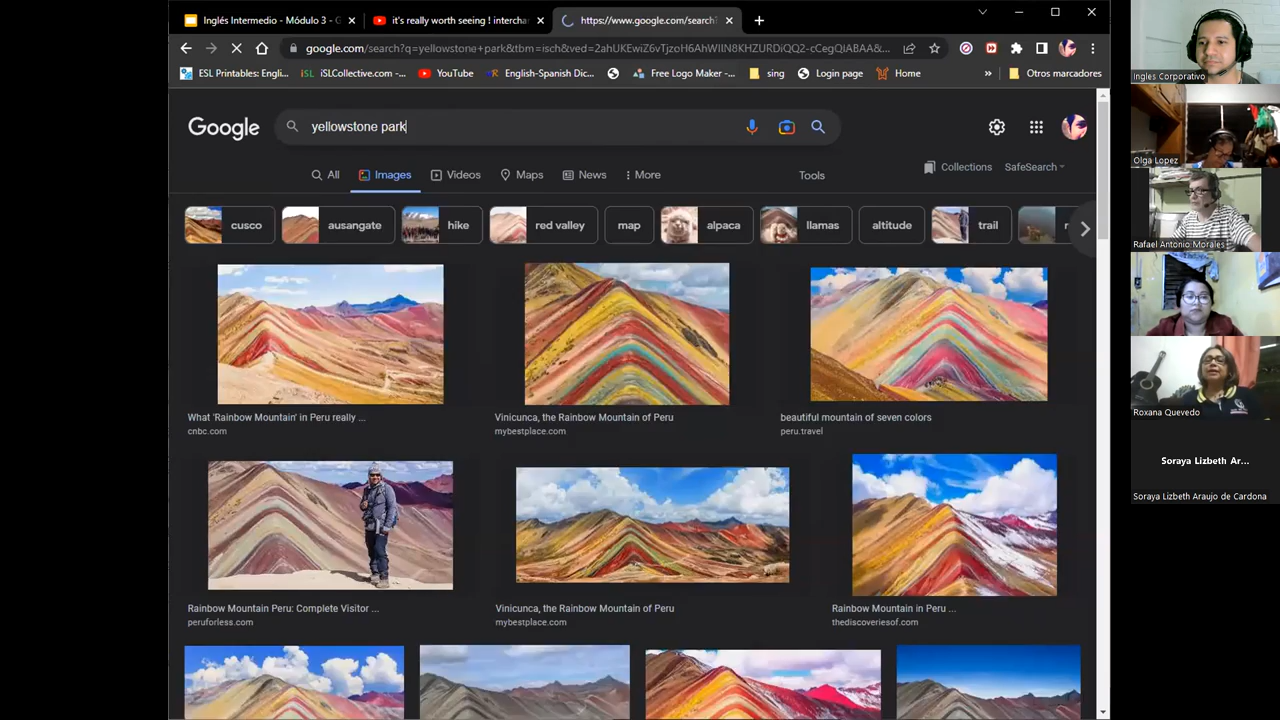 Inglés Intermedio - Módulo 3 - G
it's really worth seeing ! intercha
https://www.google.com/search?
google.com/search?q=yellowstone+park&tbm=isch&ved=2ahUKEwiZ6vTjzoH6AhWIlN8KHZURDiQQ2-cCegQIABAA&...
ESL Printables: Engli...
iSLCollective.com -...
YouTube
English-Spanish Dic...
Free Logo Maker -...
sing
Login page
Home
»
Otros marcadores
Google
yellowstone park
All
Images
Videos
Maps
News
More
Tools
Collections
SafeSearch
cusco
ausangate
hike
red valley
map
alpaca
llamas
altitude
trail
What 'Rainbow Mountain' in Peru really ...
cnbc.com
Vinicunca, the Rainbow Mountain of Peru
mybestplace.com
beautiful mountain of seven colors
peru.travel
Rainbow Mountain Peru: Complete Visitor ...
peruforless.com
Vinicunca, the Rainbow Mountain of Peru
mybestplace.com
Rainbow Mountain in Peru ...
thediscoveriesof.com
Ingles Corporativo
Olga Lopez
Rafael Antonio Morales
Roxana Quevedo
Soraya Lizbeth Ar...
Soraya Lizbeth Araujo de Cardona